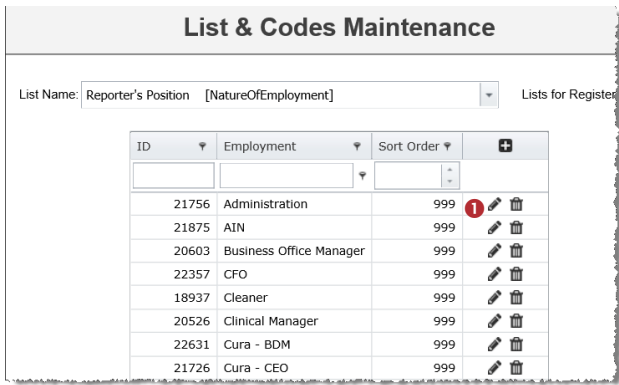 List & Codes Maintenance
List Name: Reporter's Position [NatureOfEmployment] Lists for Register
ID Employment Sort Order
21756 Administration 999 1
21875 AIN 999
20603 Business Office Manager 999
22357 CFO 999
18937 Cleaner 999
20526 Clinical Manager 999
22631 Cura - BDM 999
21726 Cura - CEO 999